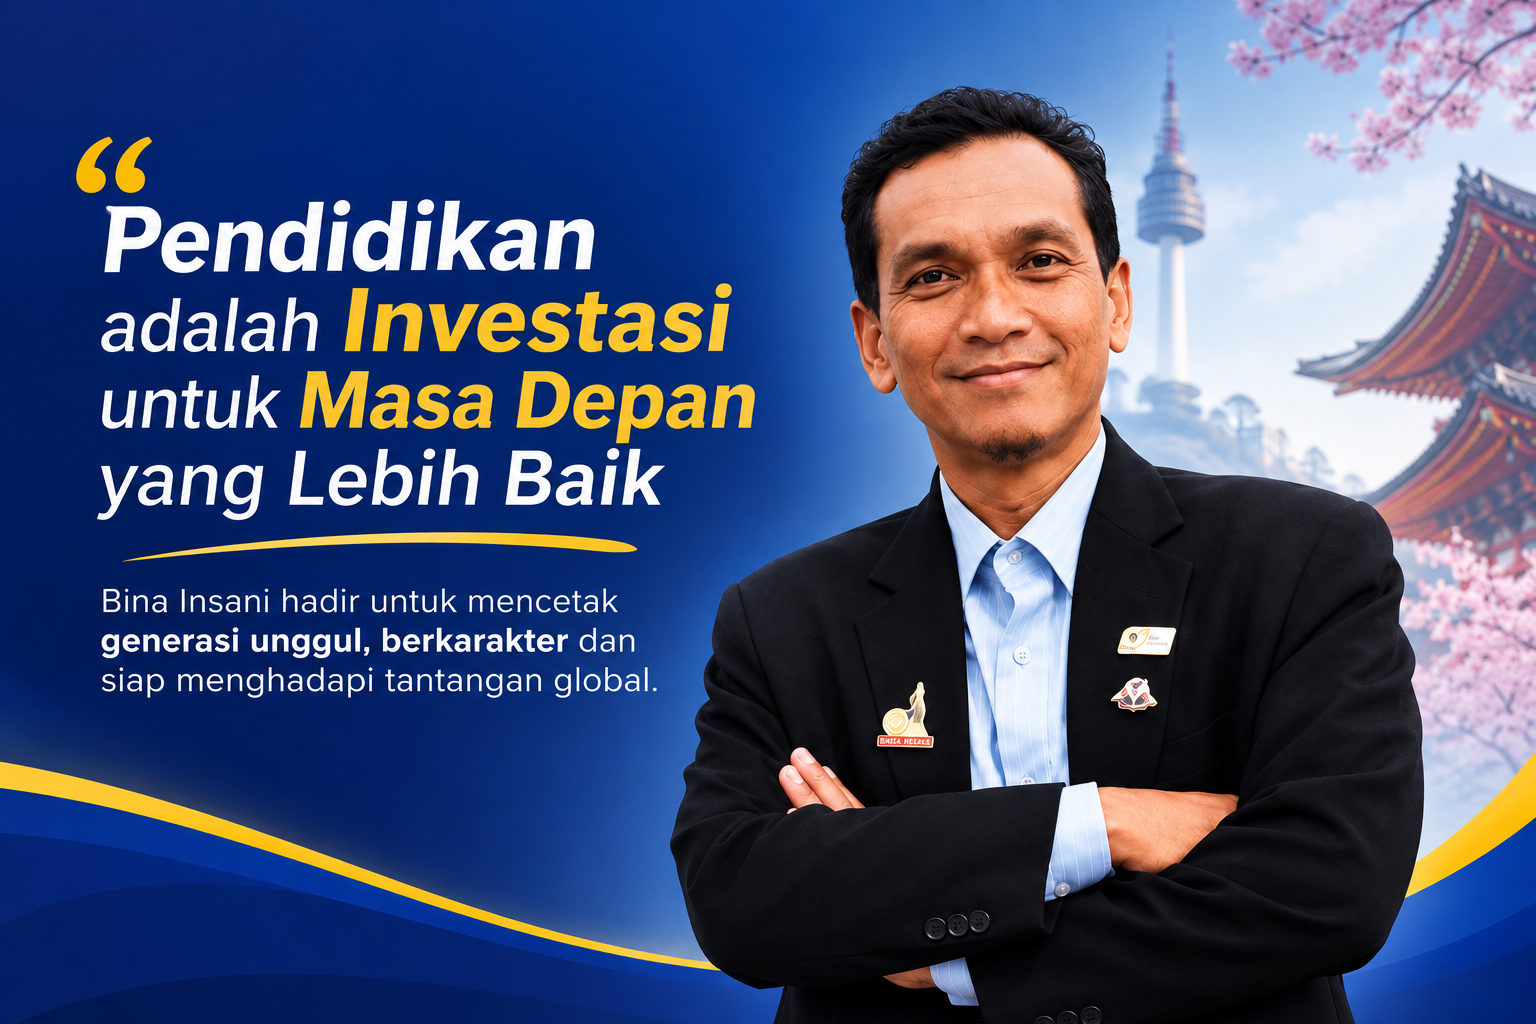 “Pendidikan
adalah Investasi
untuk Masa Depan
yang Lebih Baik
Bina Insani hadir untuk mencetak
generasi unggul, berkarakter dan
siap menghadapi tantangan global.